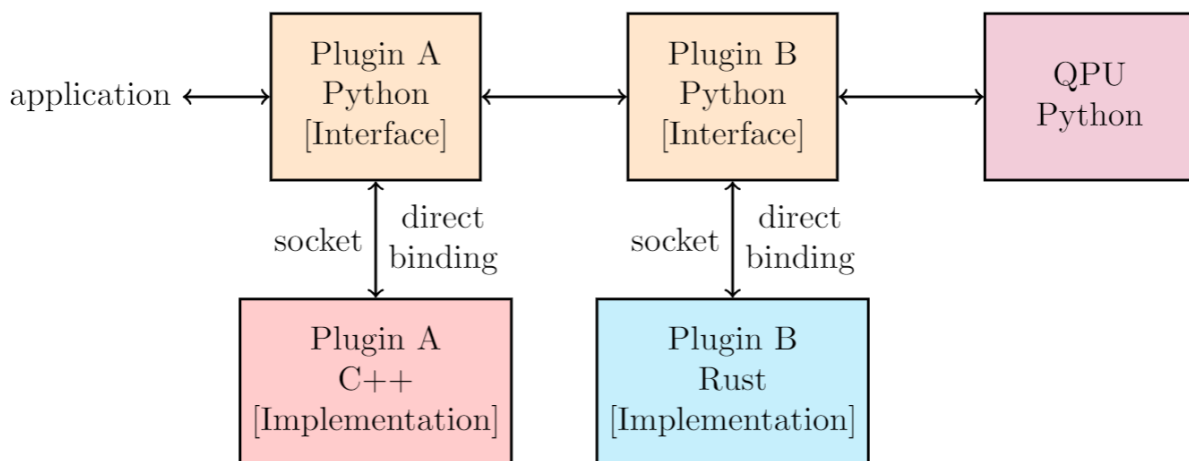 application
Plugin A
Python
[Interface]
Plugin B
Python
[Interface]
QPU
Python
socket
direct
binding
socket
direct
binding
Plugin A
C++
[Implementation]
Plugin B
Rust
[Implementation]